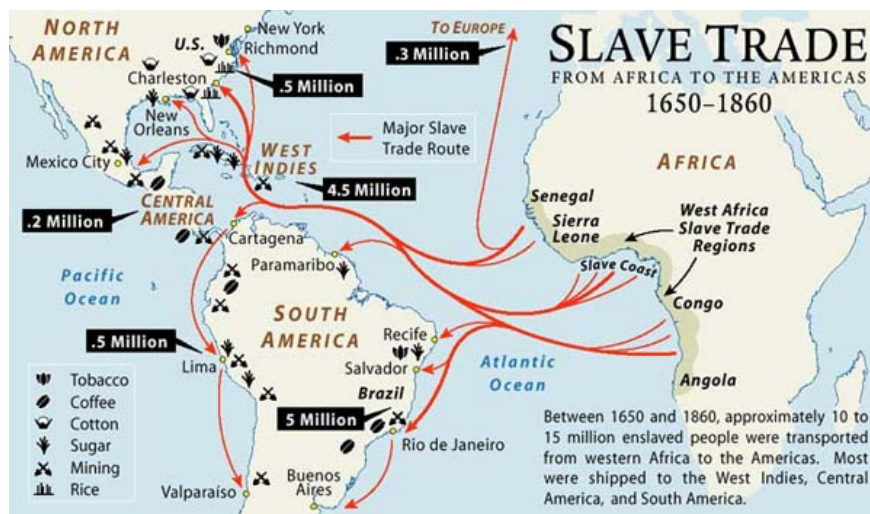 SLAVE TRADE
FROM AFRICA TO THE AMERICAS
1650–1860
NORTH
AMERICA
U.S.
New York
Richmond
.5 Million
Charleston
New
Orleans
Mexico City
WEST
INDIES
4.5 Million
CENTRAL
AMERICA
.2 Million
Major Slave
Trade Route
TO EUROPE
.3 Million
AFRICA
Senegal
Sierra
Leone
West Africa
Slave Trade
Regions
Slave Coast
Congo
Angola
Cartagena
Paramaribo
Pacific
Ocean
SOUTH
AMERICA
.5 Million
Lima
Recife
Salvador
Brazil
5 Million
Rio de Janeiro
Atlantic
Ocean
Valparaíso
Buenos
Aires
Tobacco
Coffee
Cotton
Sugar
Mining
Rice
Between 1650 and 1860, approximately 10 to
15 million enslaved people were transported
from western Africa to the Americas. Most
were shipped to the West Indies, Central
America, and South America.